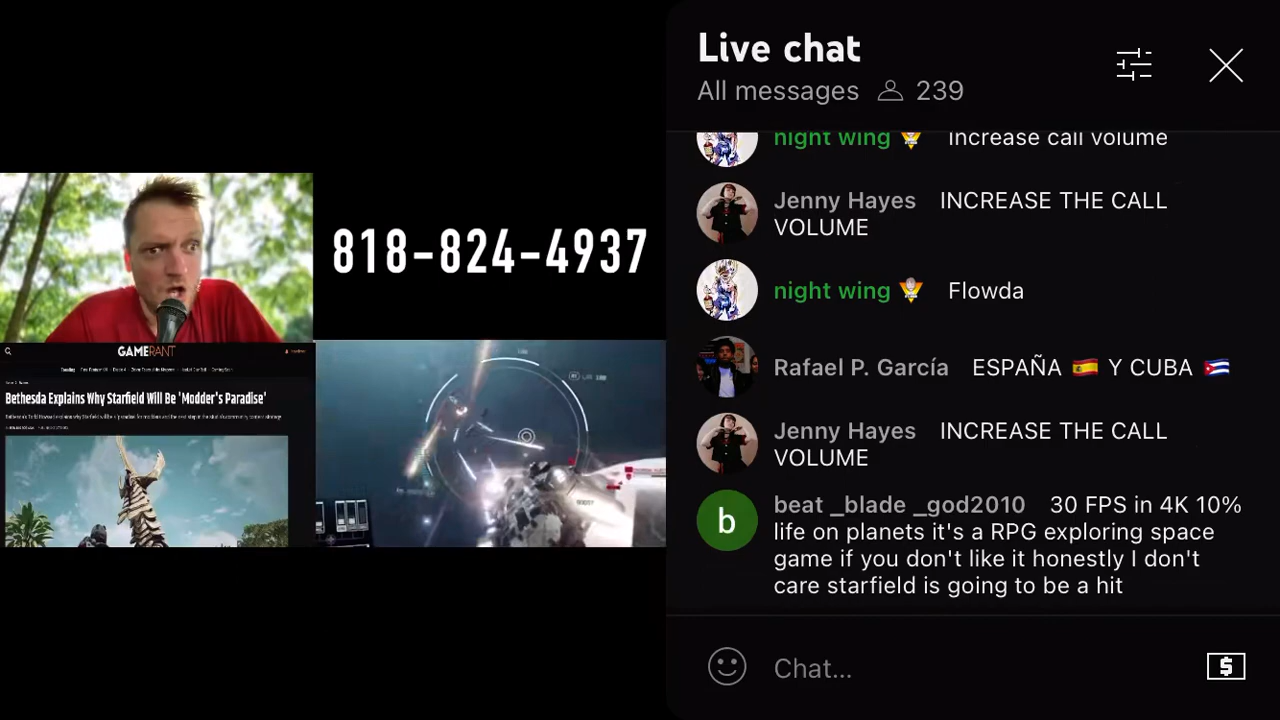 818-824-4937
GAMERANT
Bethesda Explains Why Starfield Will Be 'Modder's Paradise'
Live chat
All messages 239
night wing Increase call volume
Jenny Hayes INCREASE THE CALL
VOLUME
night wing Flowda
Rafael P. García ESPAÑA 🇪🇸 Y CUBA 🇨🇺
Jenny Hayes INCREASE THE CALL
VOLUME
b
beat _blade _god2010 30 FPS in 4K 10%
life on planets it's a RPG exploring space
game if you don't like it honestly I don't
care starfield is going to be a hit
Chat...